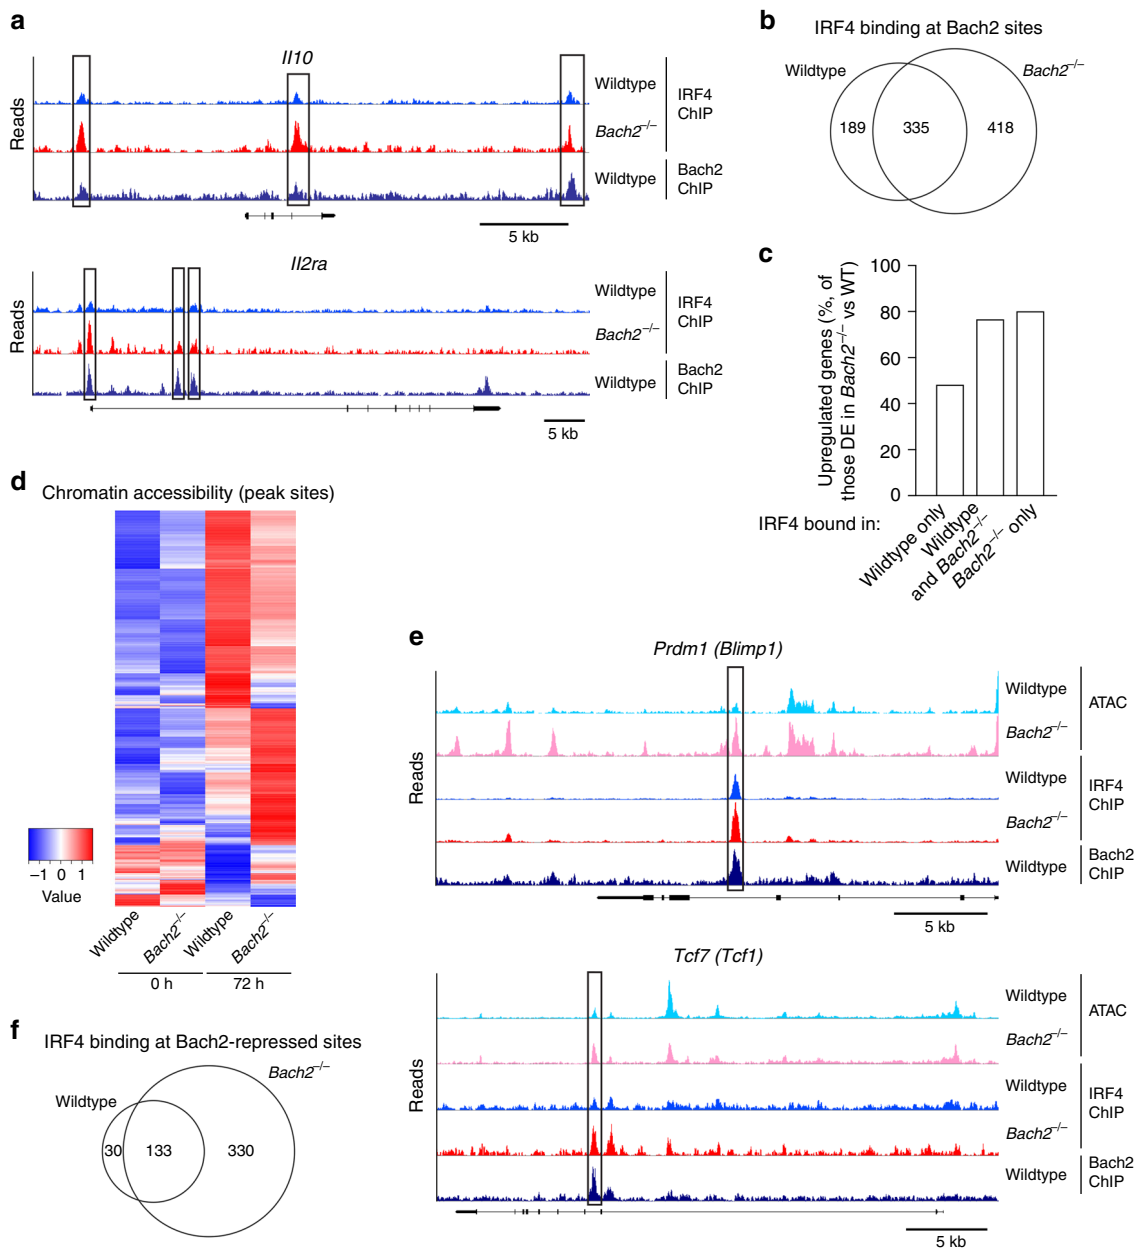 a
Il10
Reads
Wildtype
Bach2–/–
IRF4
ChIP
Wildtype
Bach2
ChIP
5 kb
Il2ra
Reads
Wildtype
Bach2–/–
IRF4
ChIP
Wildtype
Bach2
ChIP
5 kb
b
IRF4 binding at Bach2 sites
Wildtype
Bach2–/–
189
335
418
c
Upregulated genes (%, of
those DE in Bach2–/– vs WT)
100
80
60
40
20
0
IRF4 bound in:
Wildtype only
Wildtype
and Bach2–/–
Bach2–/– only
d
Chromatin accessibility (peak sites)
–1 0 1
Value
Wildtype
Bach2–/–
Wildtype
Bach2–/–
0 h
72 h
e
Prdm1 (Blimp1)
Reads
Wildtype
Bach2–/–
ATAC
Wildtype
Bach2–/–
IRF4
ChIP
Wildtype
Bach2
ChIP
5 kb
Tcf7 (Tcf1)
Reads
Wildtype
Bach2–/–
ATAC
Wildtype
Bach2–/–
IRF4
ChIP
Wildtype
Bach2
ChIP
5 kb
f
IRF4 binding at Bach2-repressed sites
Wildtype
Bach2–/–
30
133
330